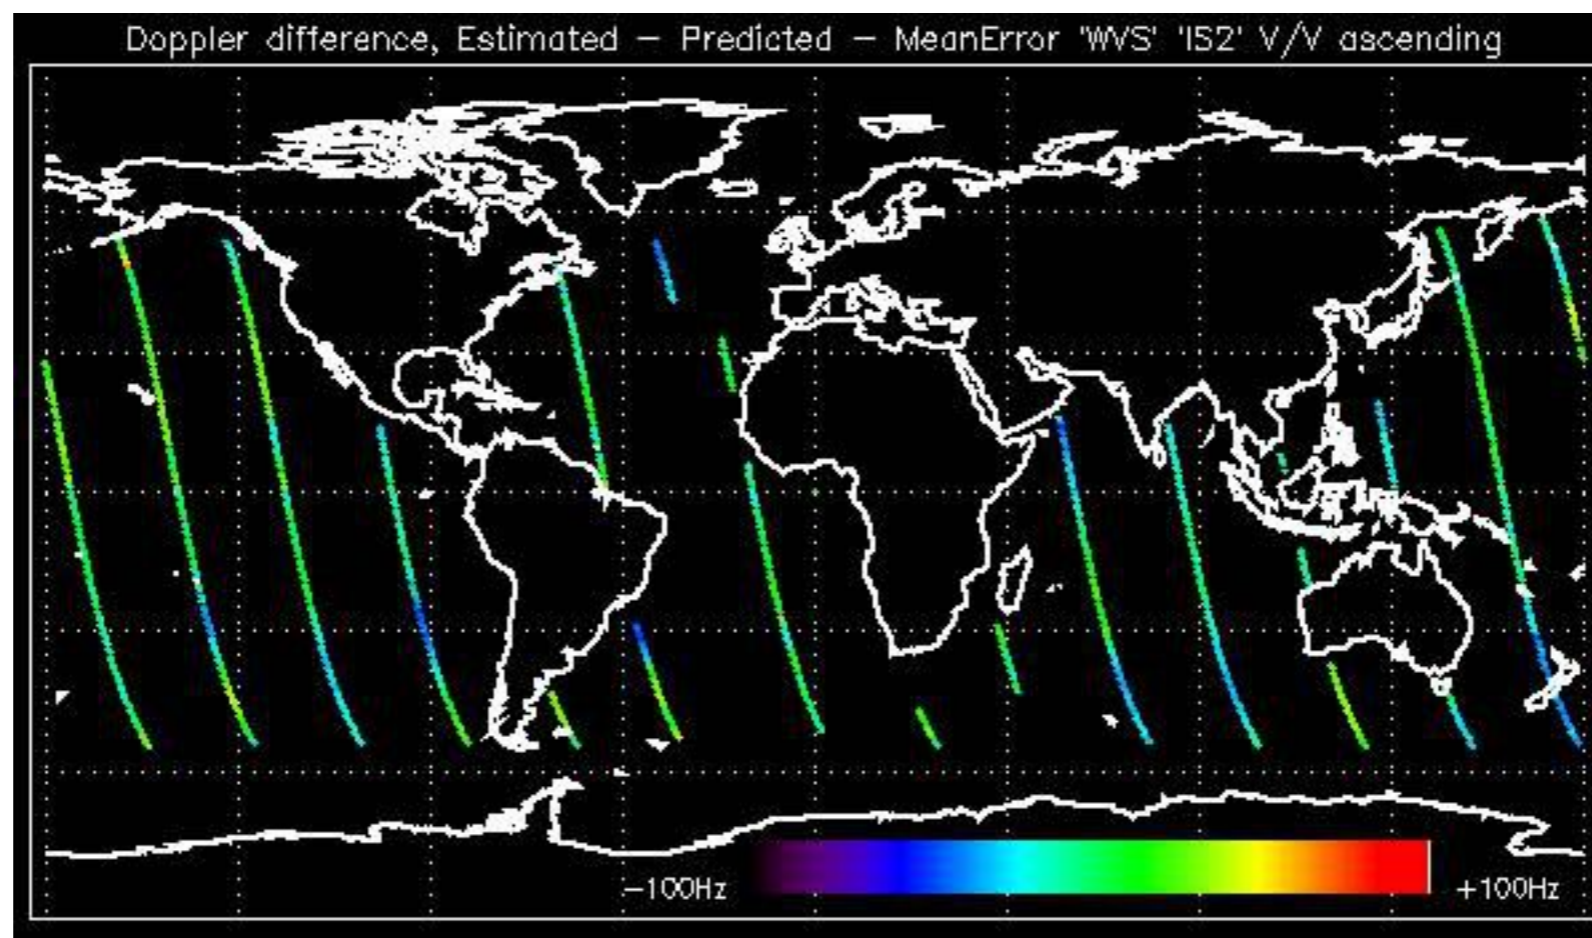 Doppler difference, Estimated — Predicted — MeanError 'WVS' 'IS2' V/V ascending
−100Hz
+100Hz